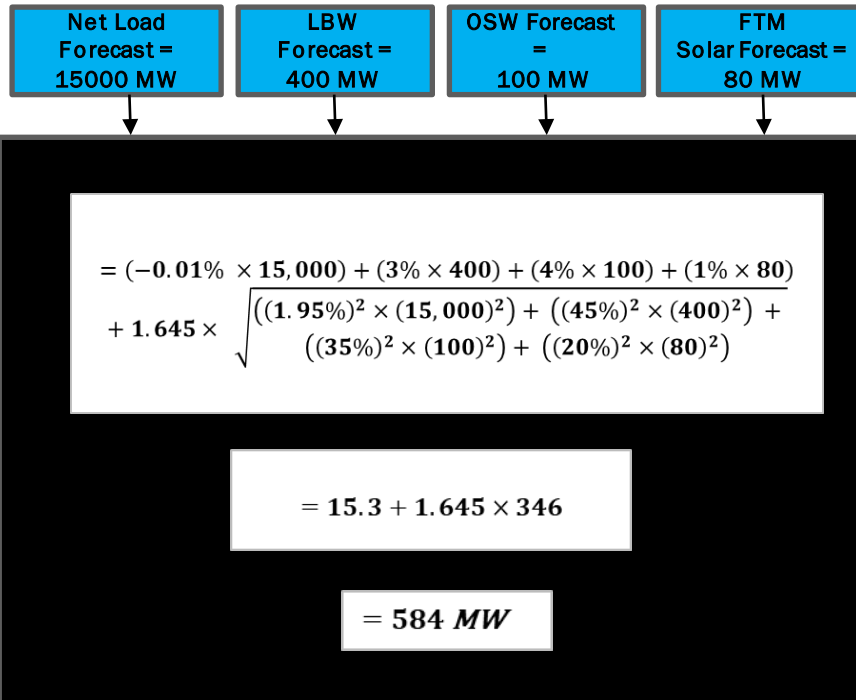 Net Load
Forecast =
15000 MW
LBW
Forecast =
400 MW
OSW Forecast
=
100 MW
FTM
Solar Forecast =
80 MW
= (−0.01% × 15,000) + (3% × 400) + (4% × 100) + (1% × 80)
+ 1.645 × √((1.95%)² × (15,000)²) + ((45%)² × (400)²) +
((35%)² × (100)²) + ((20%)² × (80)²)
= 15.3 + 1.645 × 346
= 584 MW